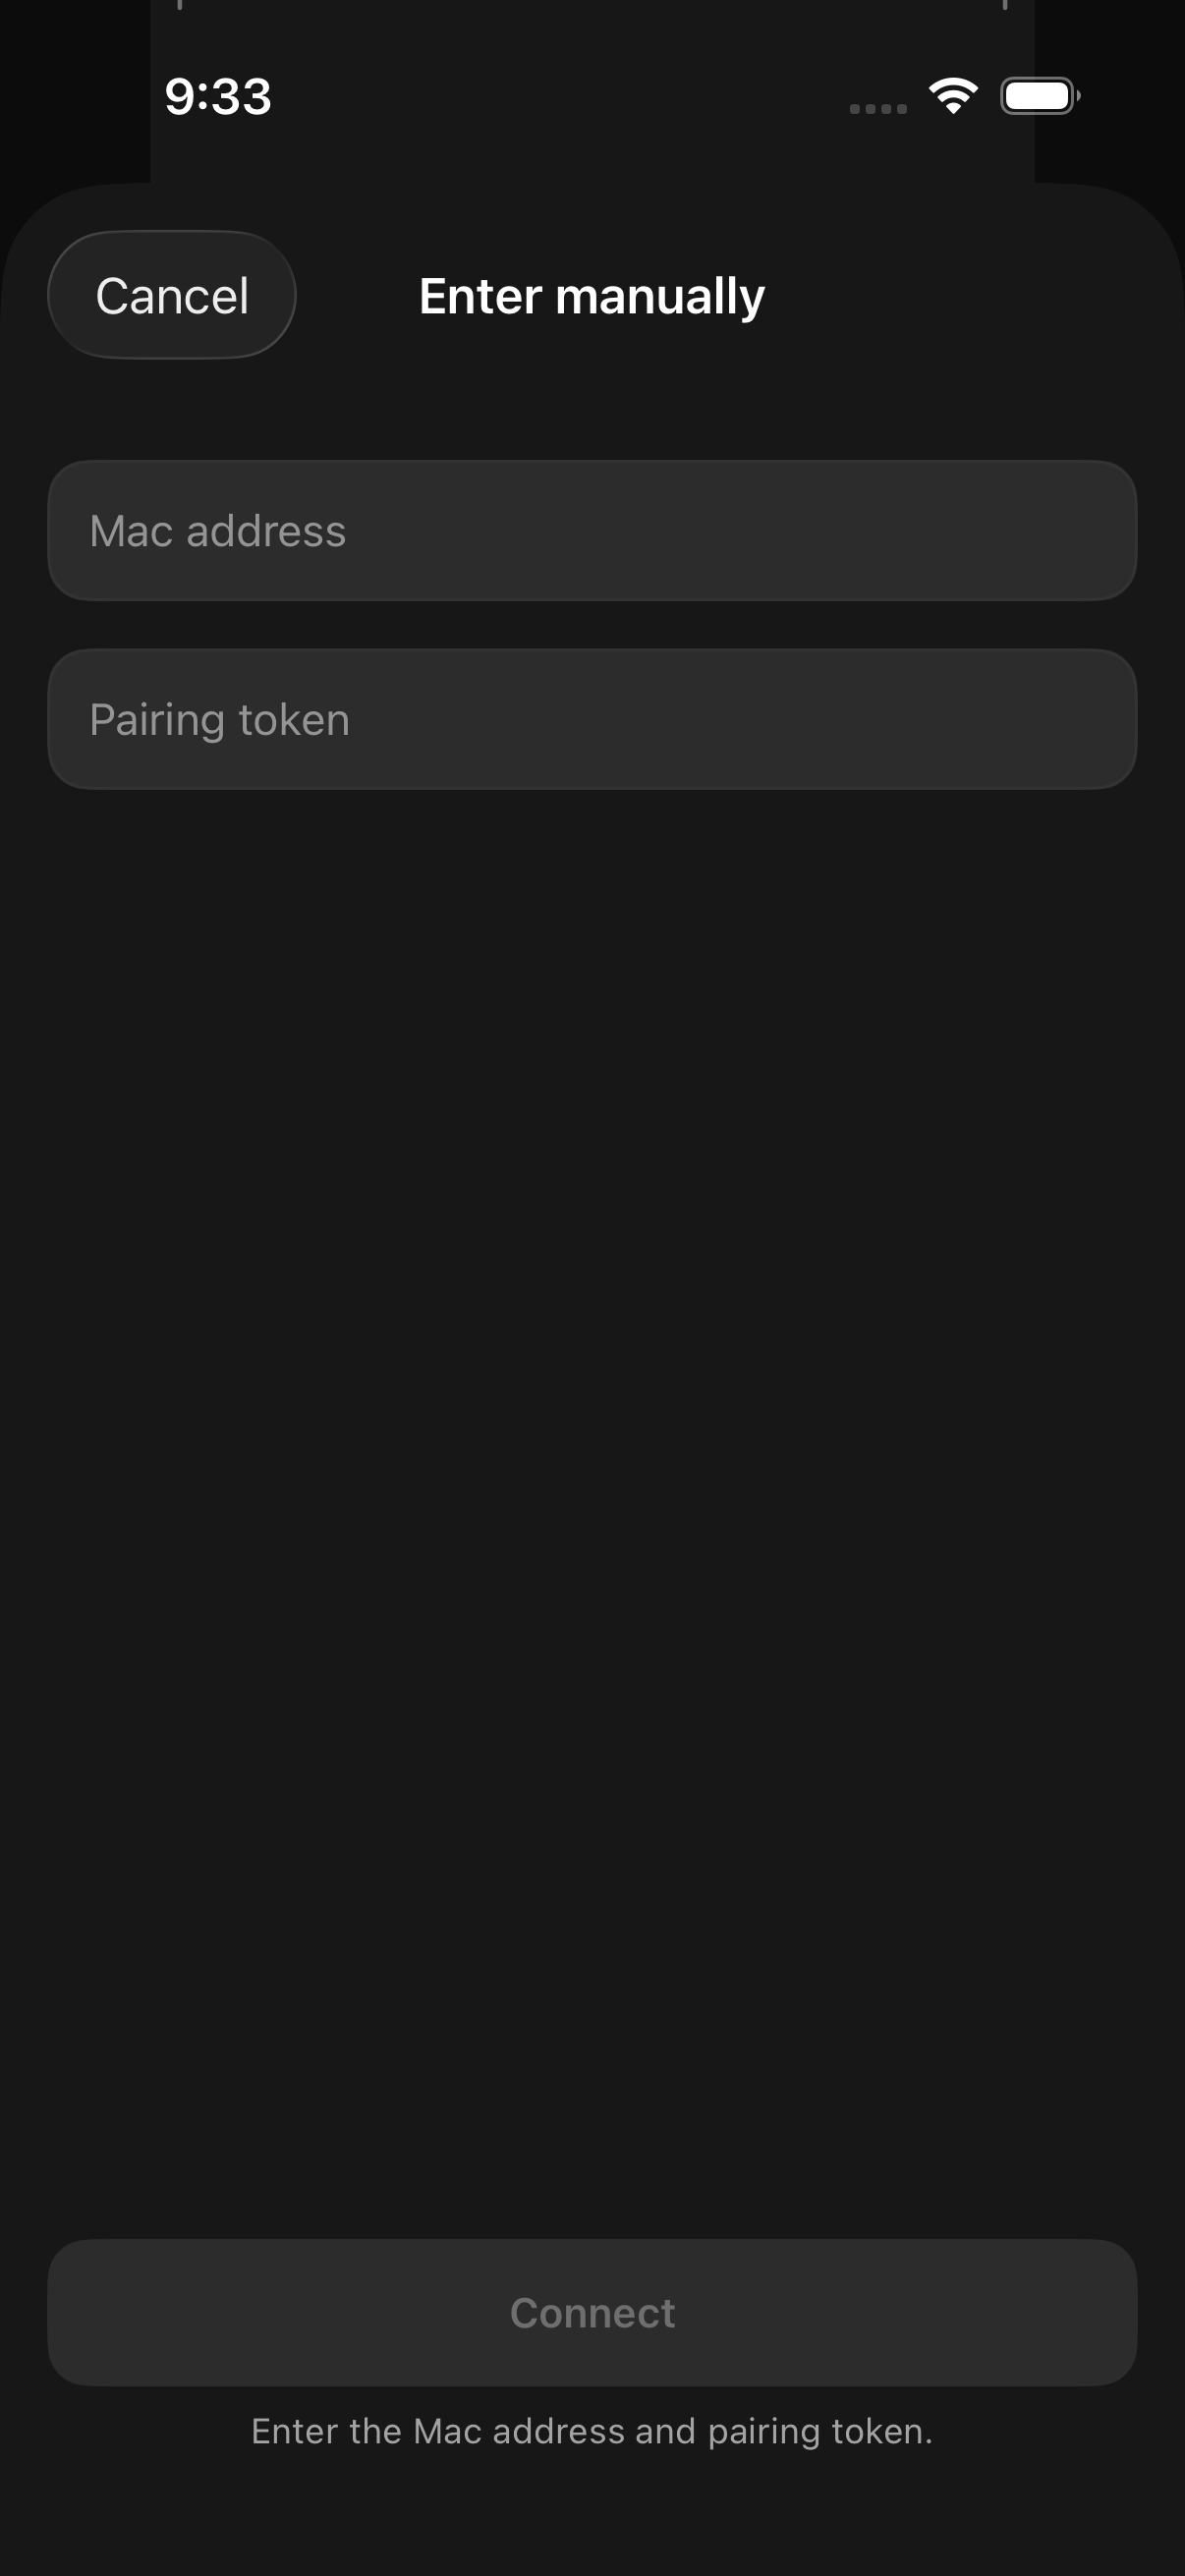 9:33
Cancel
Enter manually
Mac address
Pairing token
Connect
Enter the Mac address and pairing token.